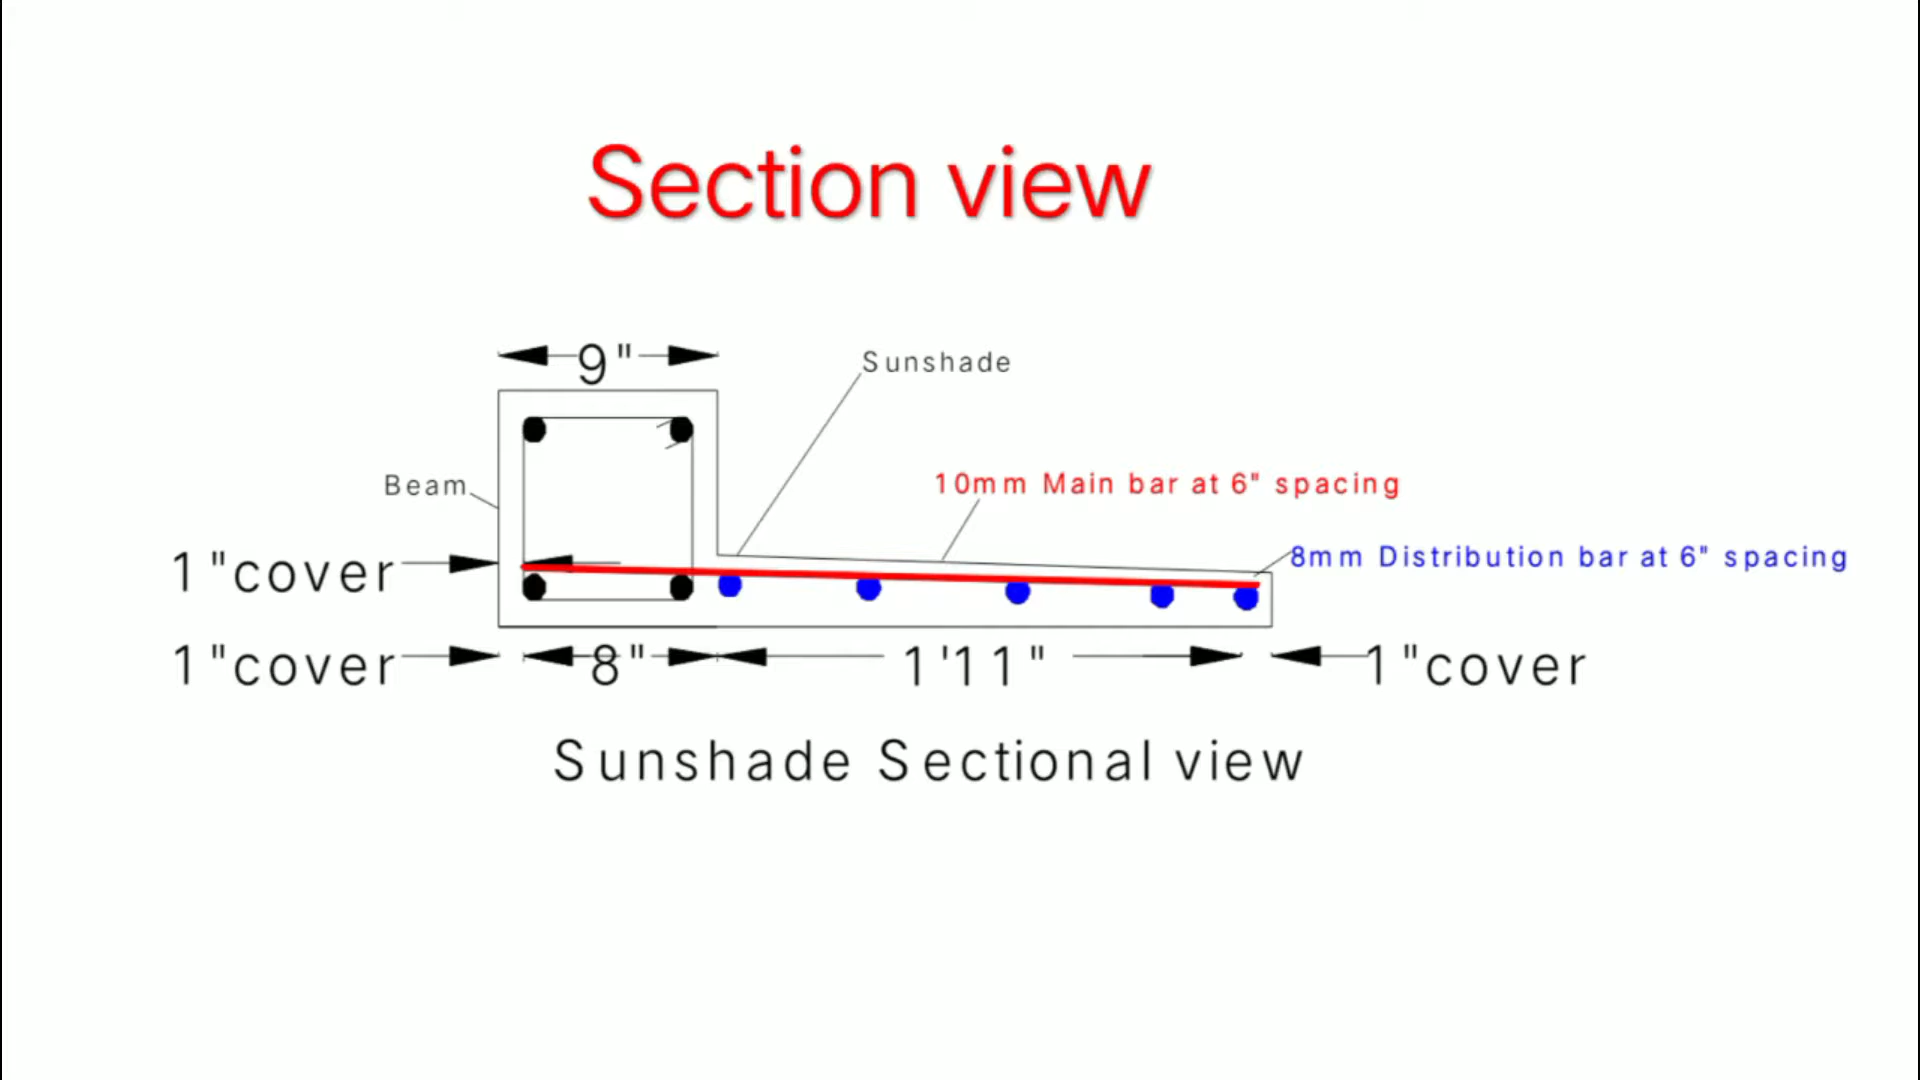 Section view
9"
Sunshade
Beam
10mm Main bar at 6" spacing
8mm Distribution bar at 6" spacing
1"cover
1"cover
8"
1'11"
1"cover
Sunshade Sectional view